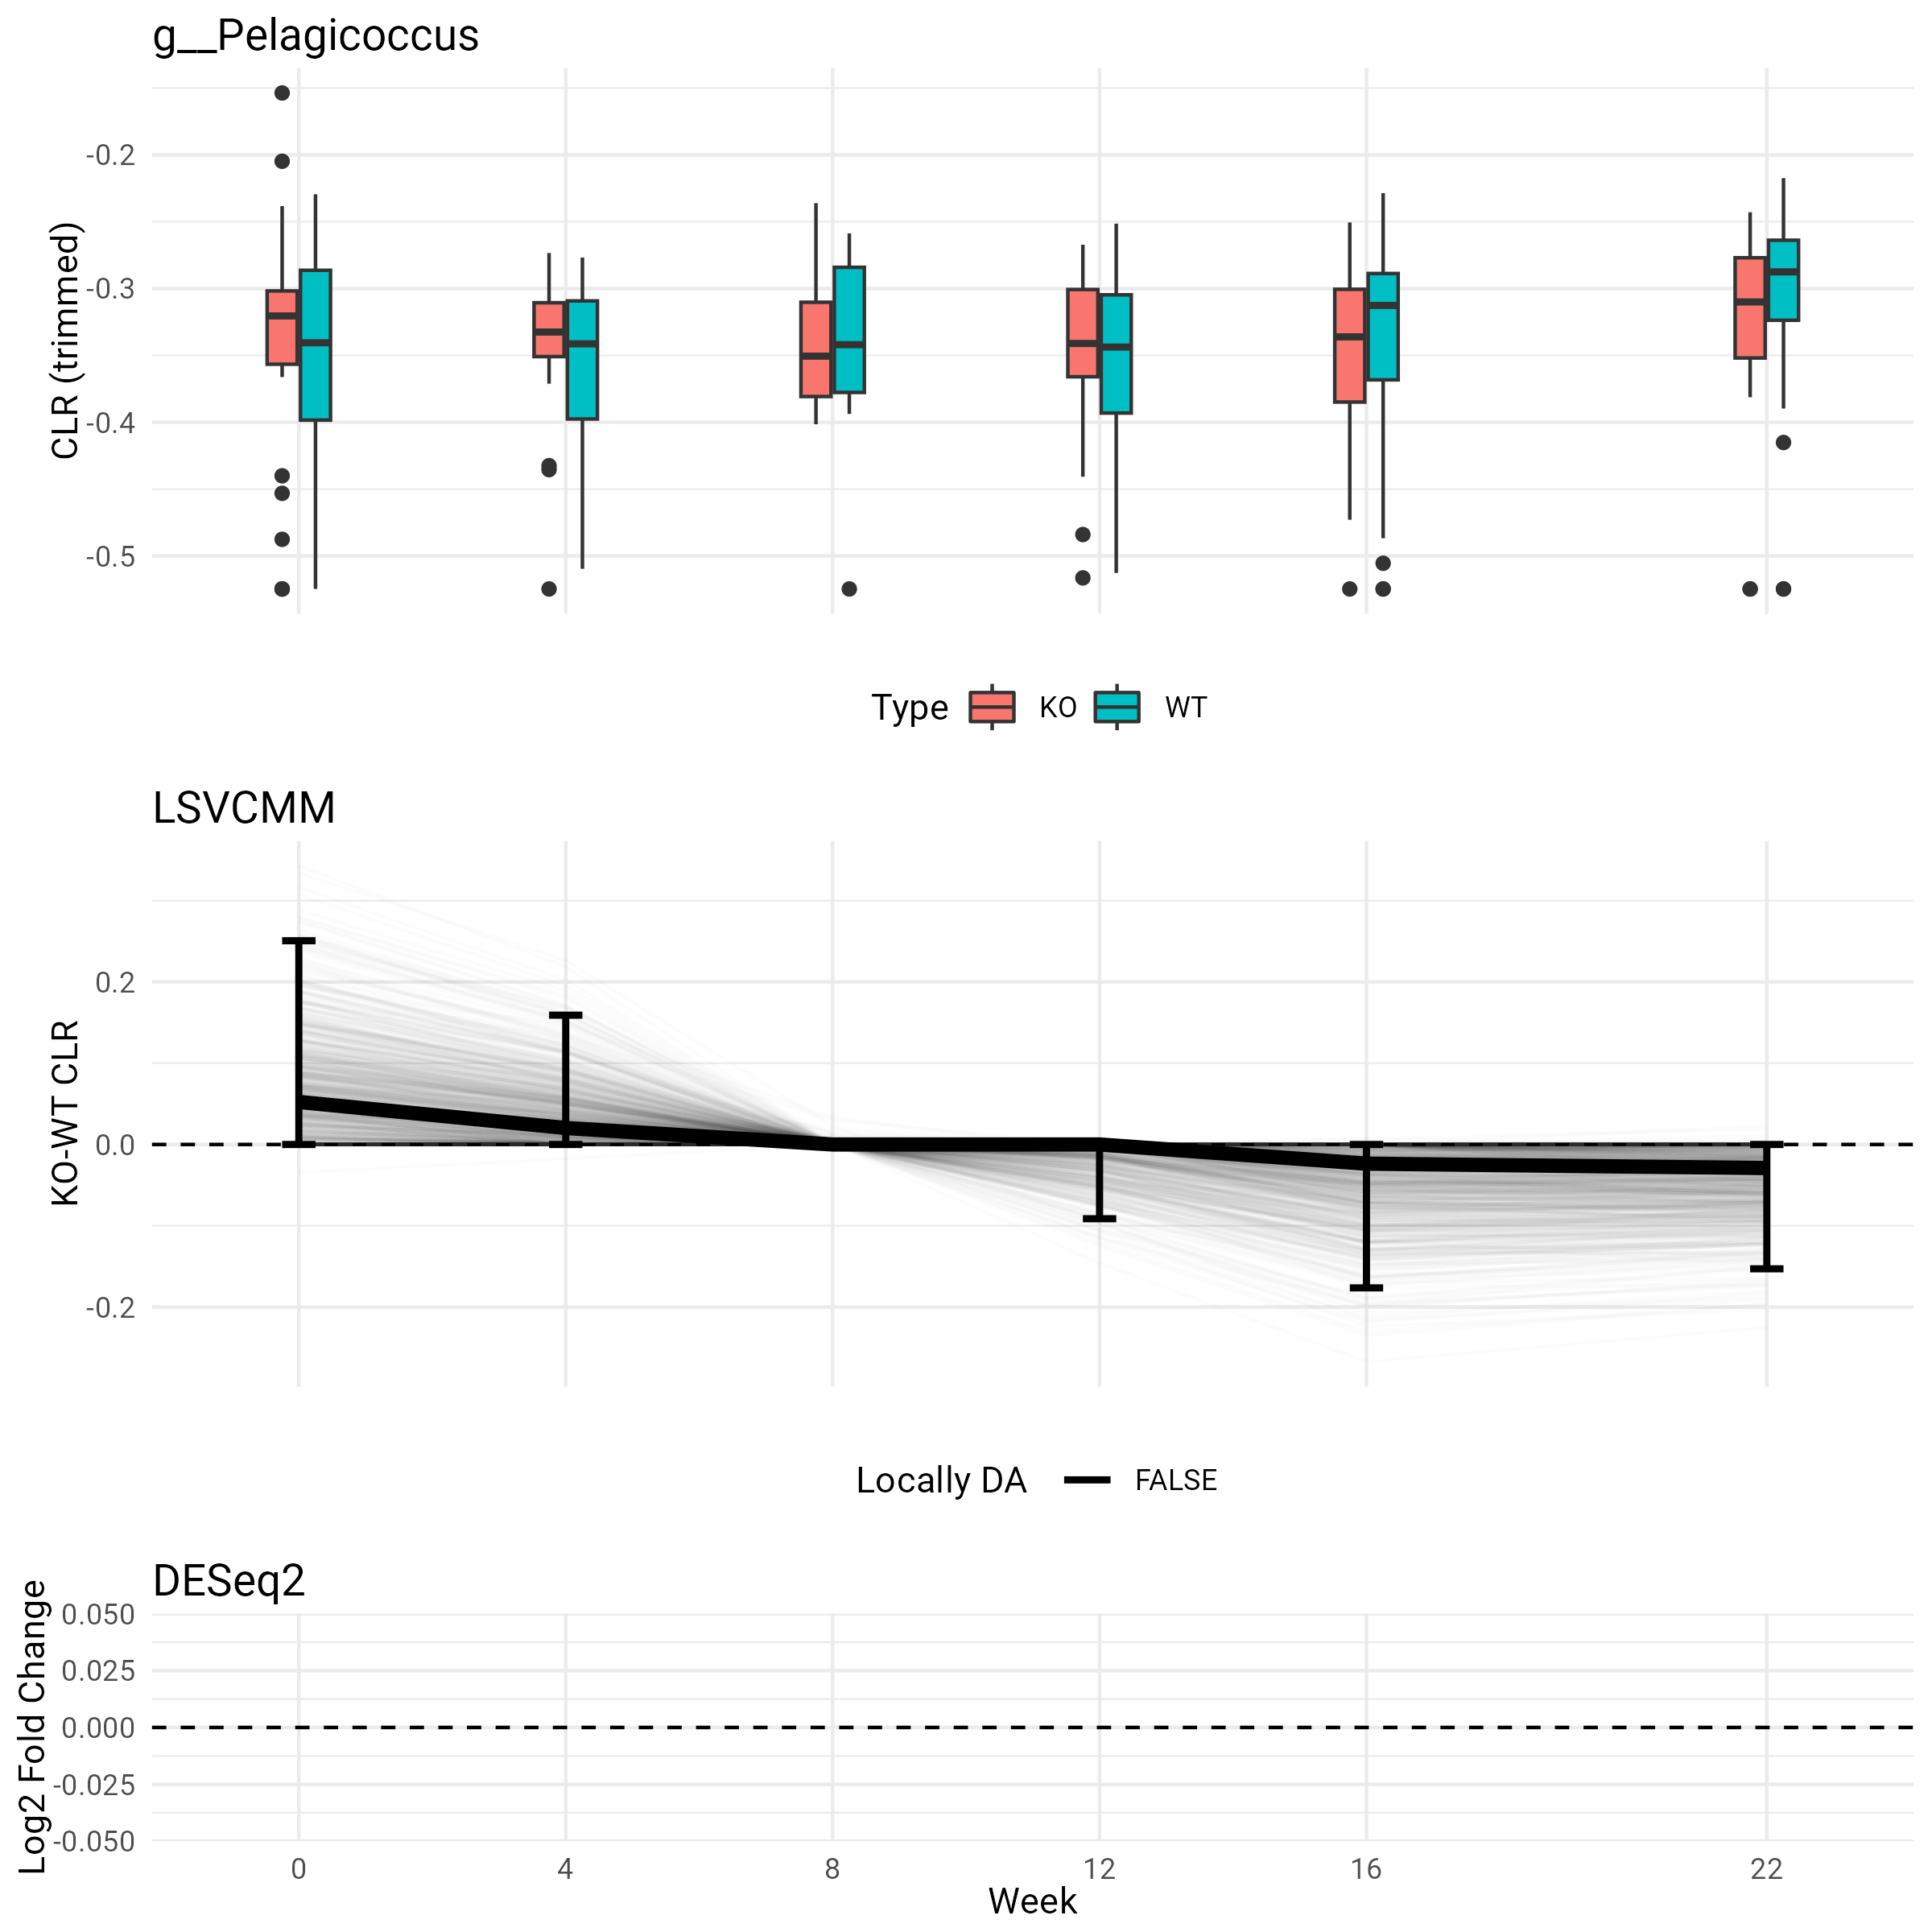 g__Pelagicoccus
CLR (trimmed)
-0.2
-0.3
-0.4
-0.5
Type KO WT
LSVCMM
KO-WT CLR
0.2
0.0
-0.2
Locally DA FALSE
DESeq2
Log2 Fold Change
0.050
0.025
0.000
-0.025
-0.050
0 4 8 12 16 22
Week